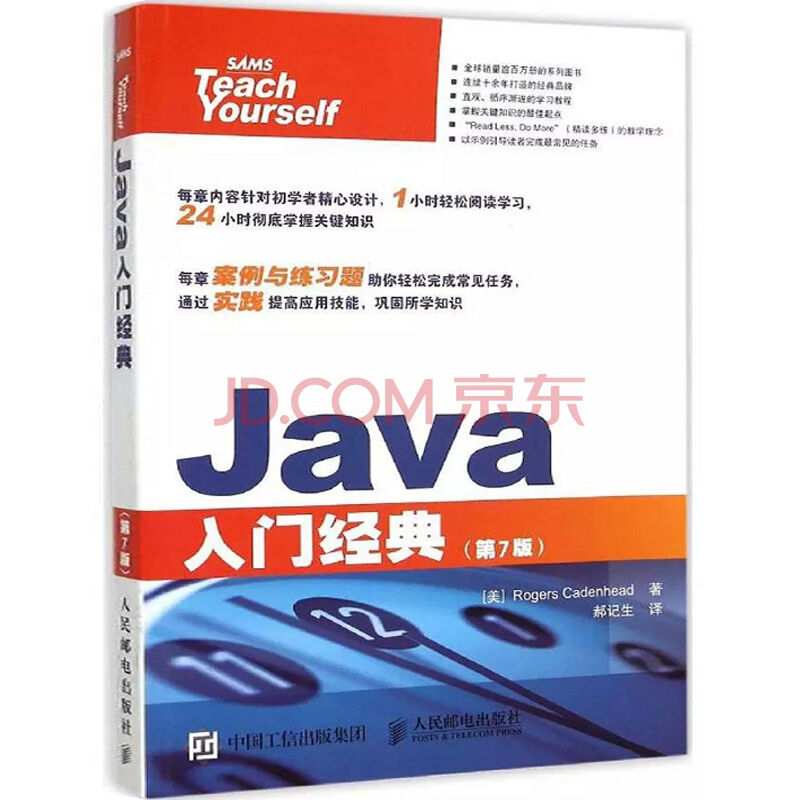 SAMS
Teach
Yourself
Java入门经典
(第7版)
人民邮电出版社
SAMS
Teach
Yourself
■ 全球销量逾百万册的系列图书
■ 连续十余年打造的经典品牌
■ 直观、循序渐进的学习教程
■ 掌握关键知识的最佳起点
■ “Read Less, Do More”(精读多练)的教学理念
■ 以示例引导读者完成最常见的任务
每章内容针对初学者精心设计,1小时轻松阅读学习,
24小时彻底掌握关键知识
每章 案例与练习题 助你轻松完成常见任务,
通过 实践 提高应用技能,巩固所学知识
JD.COM 京东
Java
入门经典(第7版)
[美] Rogers Cadenhead 著
郝记生 译
11
12
1
2
中国工信出版集团
人民邮电出版社
POSTS & TELECOM PRESS